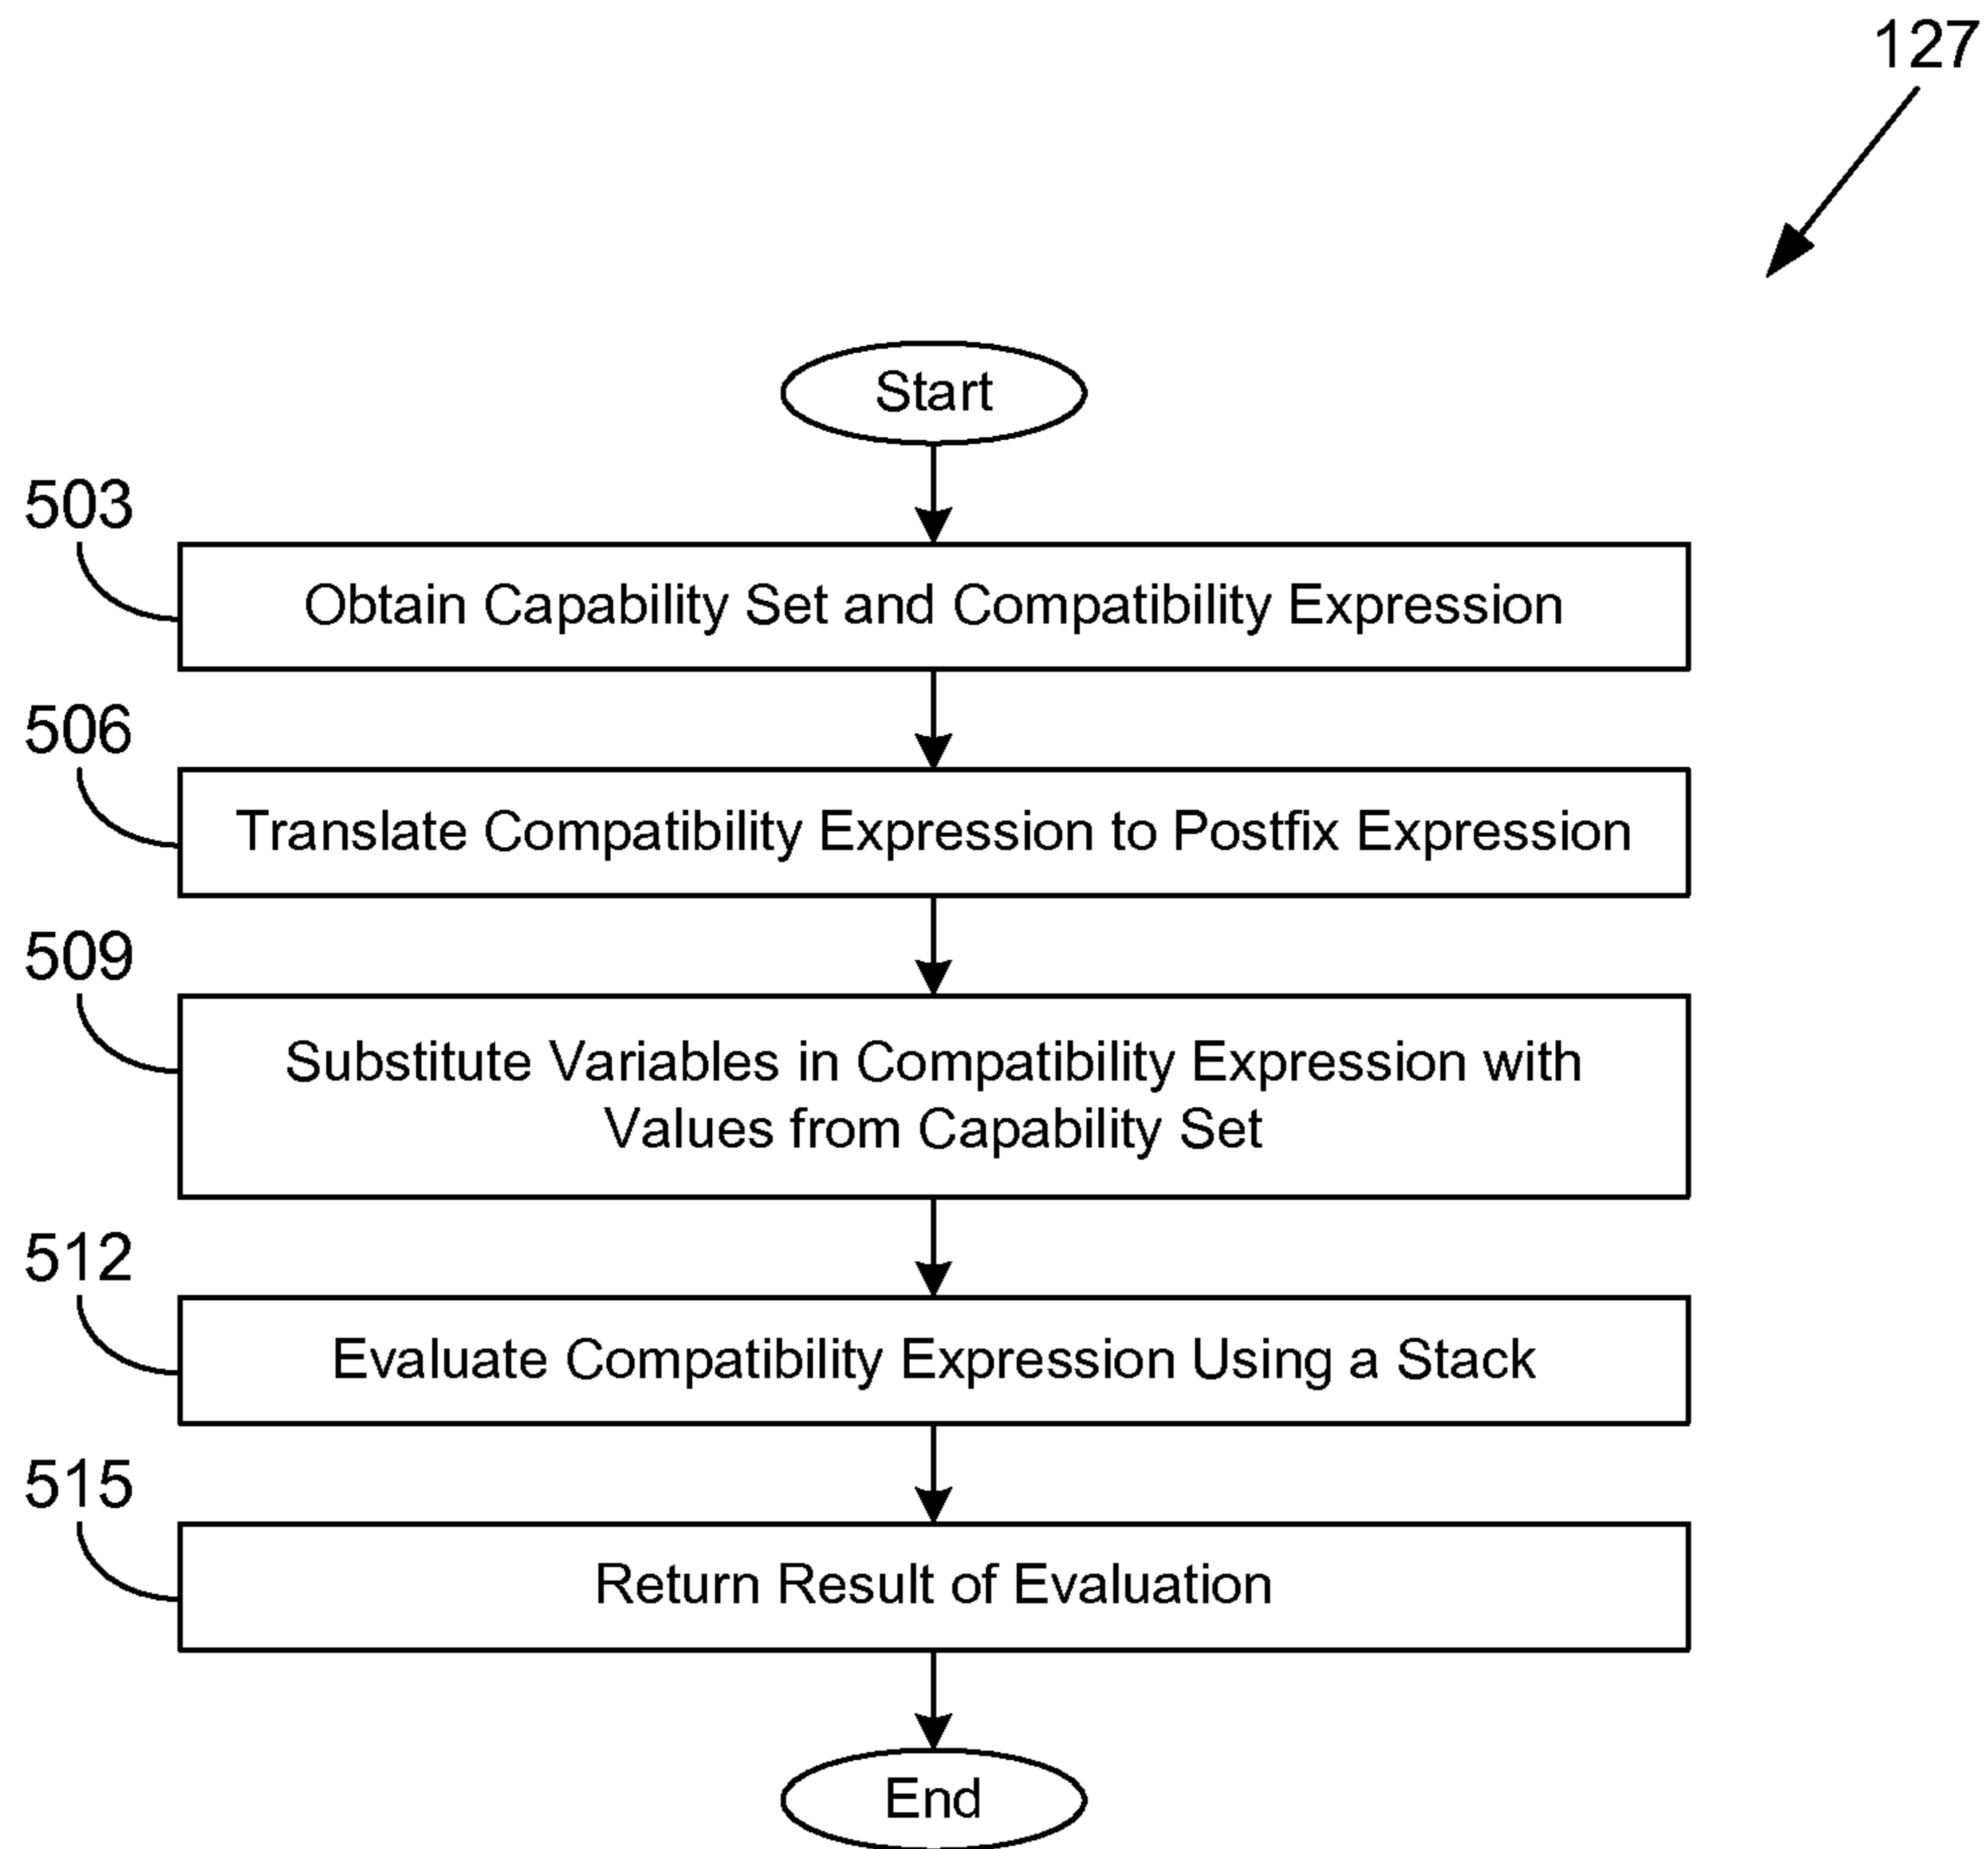 127
Start
503
Obtain Capability Set and Compatibility Expression
506
Translate Compatibility Expression to Postfix Expression
509
Substitute Variables in Compatibility Expression with
Values from Capability Set
512
Evaluate Compatibility Expression Using a Stack
515
Return Result of Evaluation
End